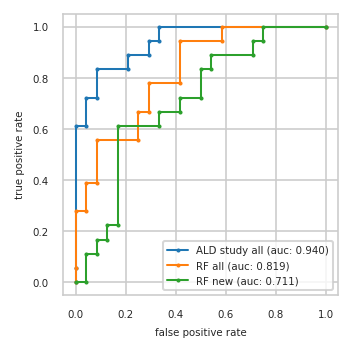 1.0
0.8
0.6
0.4
0.2
0.0
true positive rate
ALD study all (auc: 0.940)
RF all (auc: 0.819)
RF new (auc: 0.711)
0.0 0.2 0.4 0.6 0.8 1.0
false positive rate